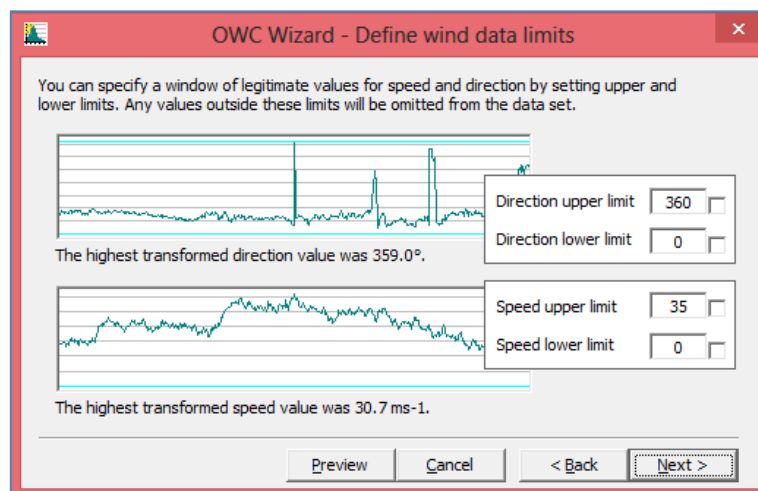 OWC Wizard - Define wind data limits
You can specify a window of legitimate values for speed and direction by setting upper and
lower limits. Any values outside these limits will be omitted from the data set.
Direction upper limit 360
Direction lower limit 0
The highest transformed direction value was 359.0°.
Speed upper limit 35
Speed lower limit 0
The highest transformed speed value was 30.7 ms-1.
Preview Cancel < Back Next >